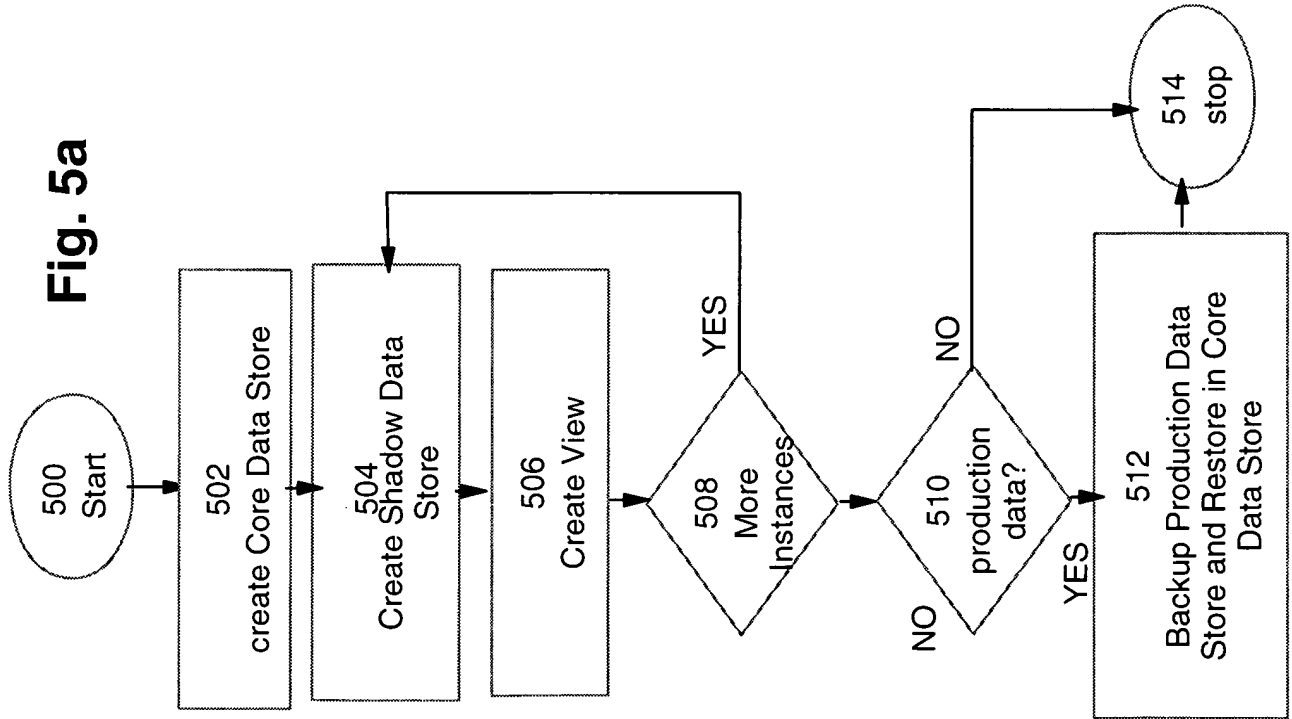 Fig. 5a
500
Start
502
create Core Data Store
504
Create Shadow Data
Store
506
Create View
508
More
Instances
YES
NO
510
production
data?
NO
YES
512
Backup Production Data
Store and Restore in Core
Data Store
514
stop